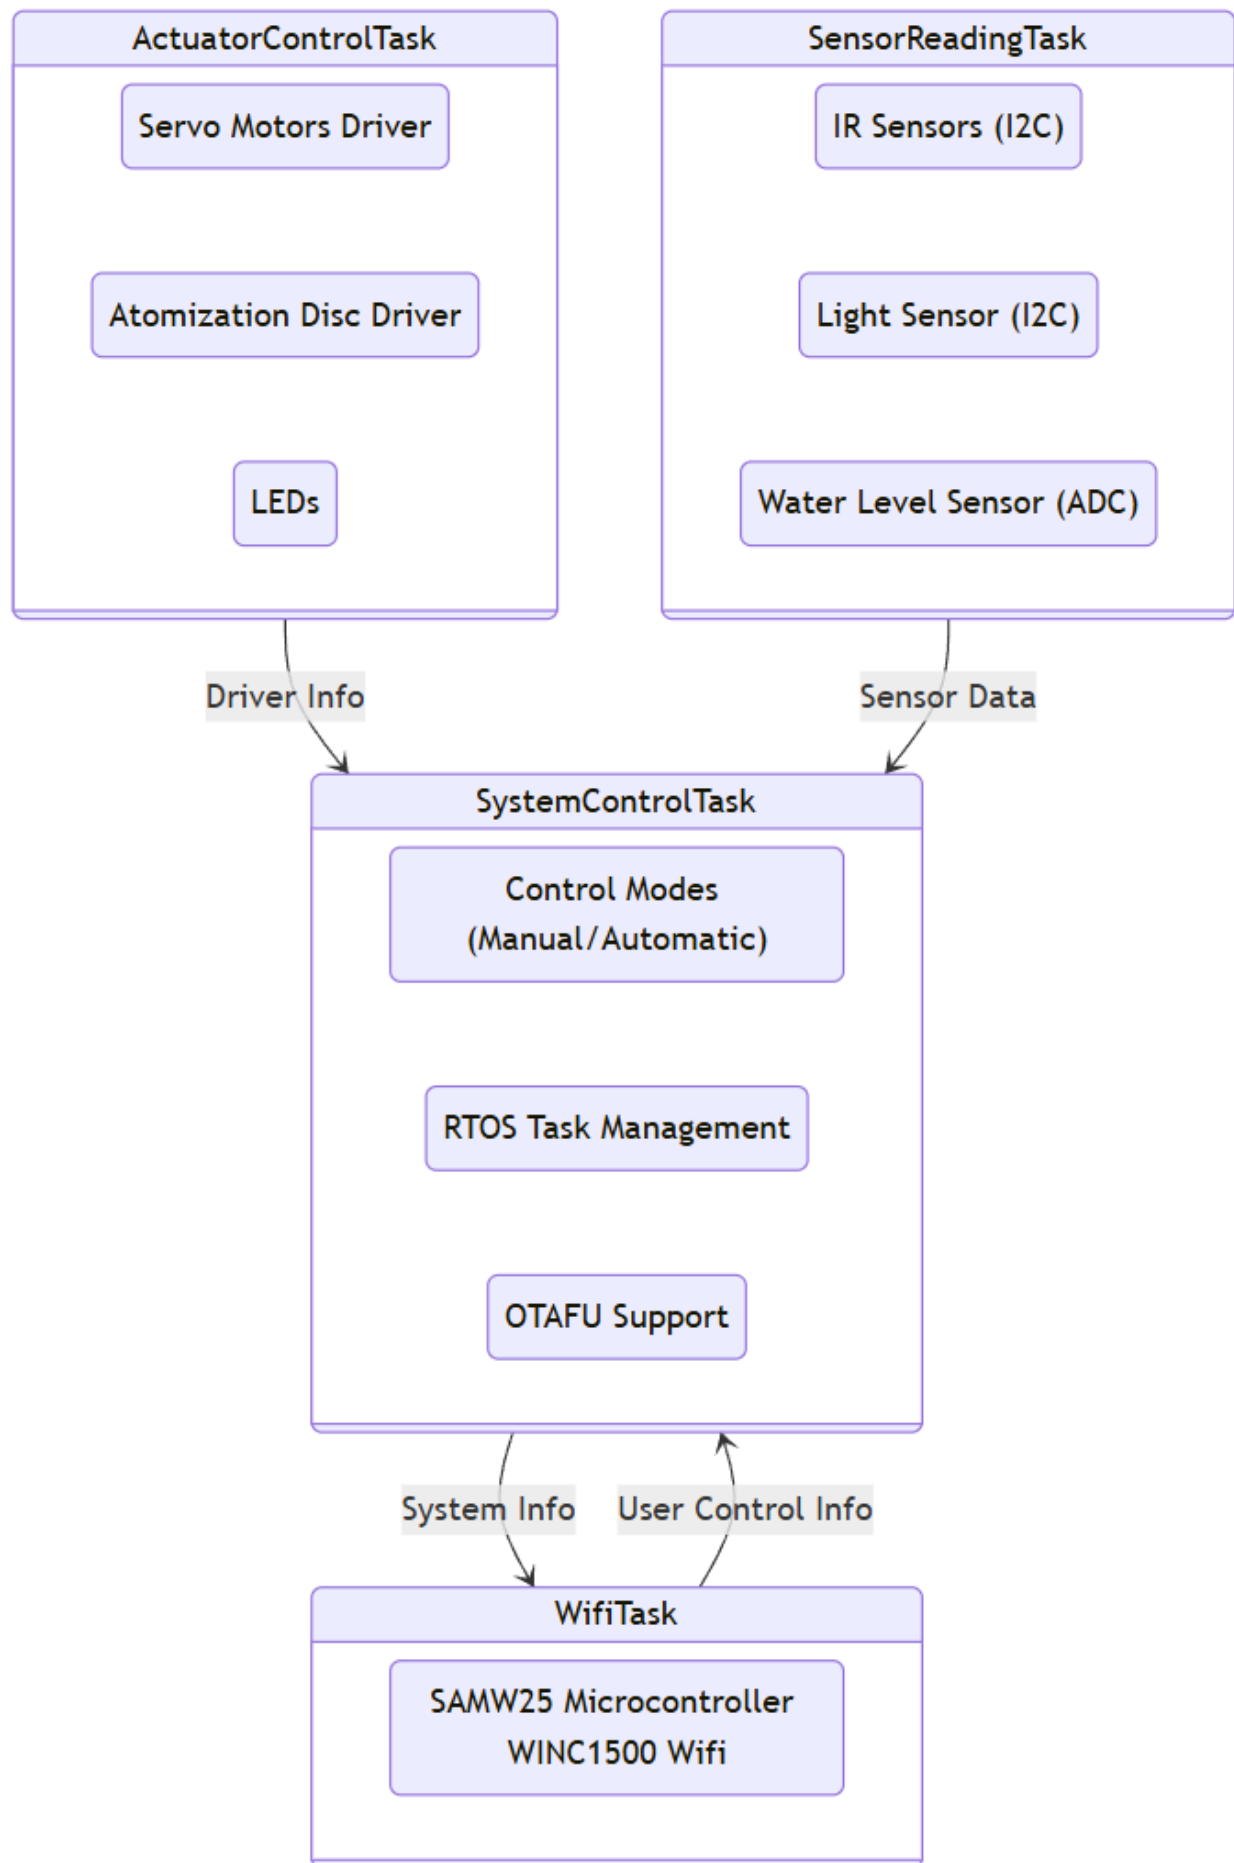 ActuatorControlTask
Servo Motors Driver
Atomization Disc Driver
LEDs
SensorReadingTask
IR Sensors (I2C)
Light Sensor (I2C)
Water Level Sensor (ADC)
Driver Info
Sensor Data
SystemControlTask
Control Modes
(Manual/Automatic)
RTOS Task Management
OTAFU Support
System Info
User Control Info
WifiTask
SAMW25 Microcontroller
WINC1500 Wifi